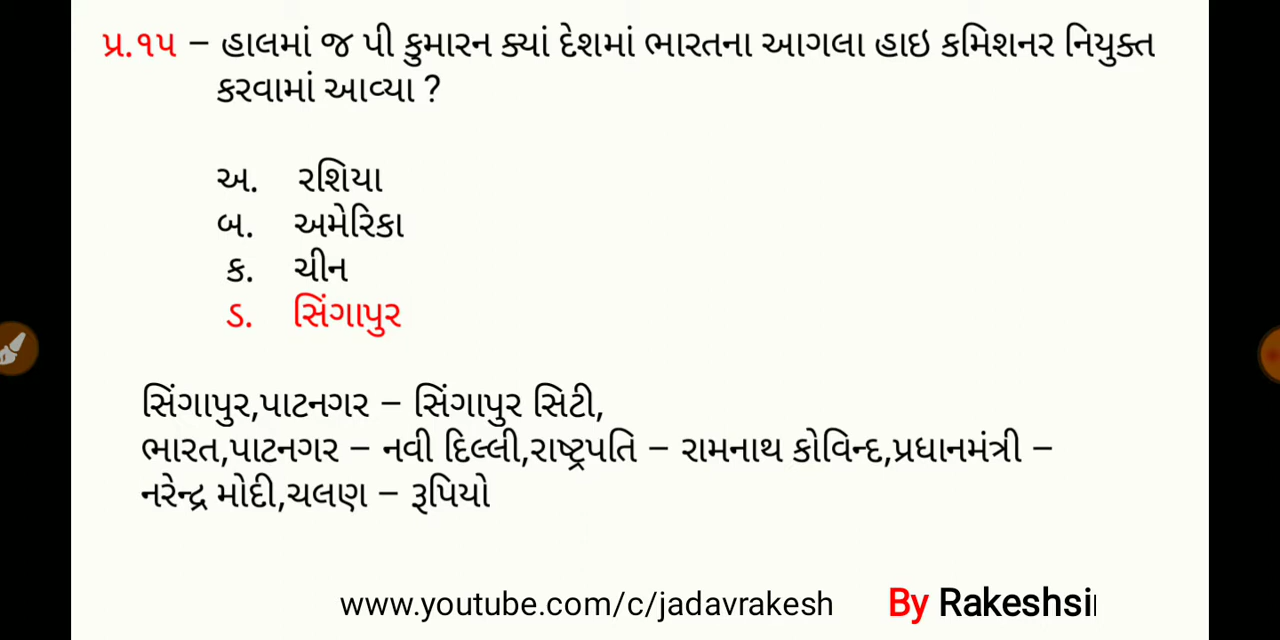 પ્ર.૧૫ – હાલમાં જ પી કુમારન ક્યાં દેશમાં ભારતના આગલા હાઇ કમિશનર નિયુક્ત
કરવામાં આવ્યા ?
અ. રશિયા
બ. અમેરિકા
ક. ચીન
ડ. સિંગાપુર
સિંગાપુર,પાટનગર – સિંગાપુર સિટી,
ભારત,પાટનગર – નવી દિલ્લી,રાષ્ટ્રપતિ – રામનાથ કોવિન્દ,પ્રધાનમંત્રી –
નરેન્દ્ર મોદી,ચલણ – રૂપિયો
www.youtube.com/c/jadavrakesh By Rakeshsi